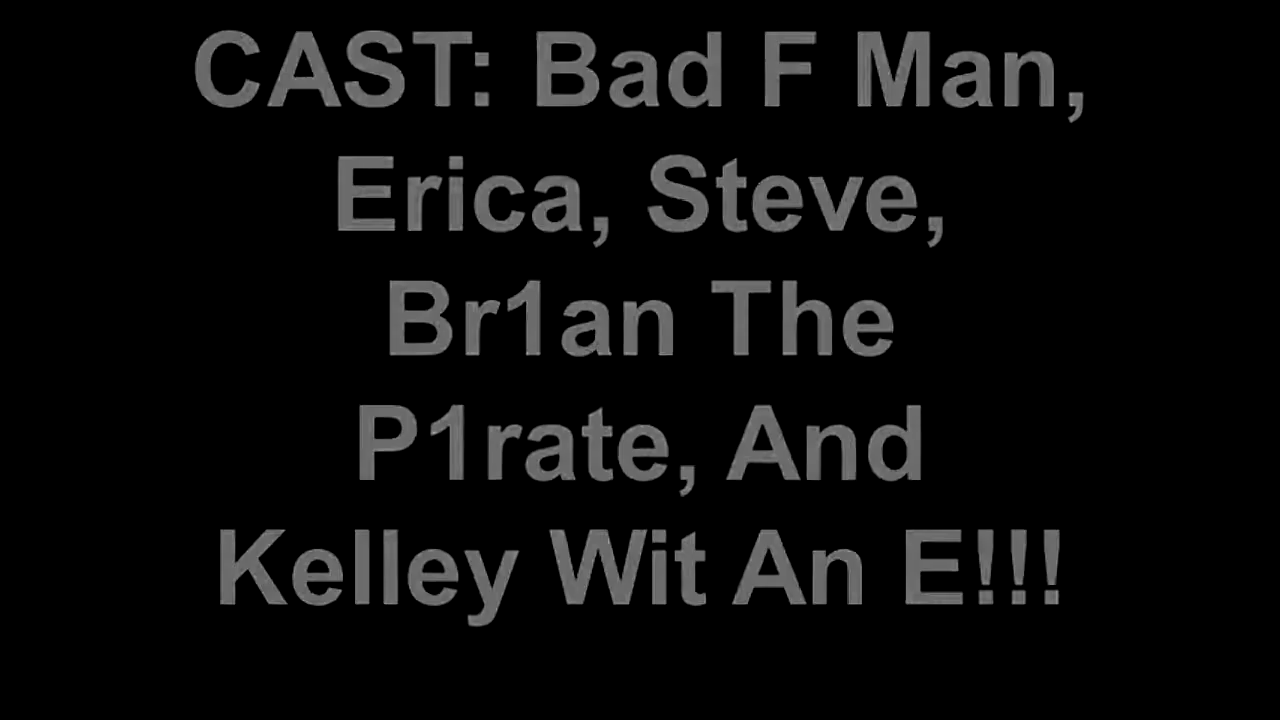 CAST: Bad F Man,
Erica, Steve,
Br1an The
P1rate, And
Kelley Wit An E!!!